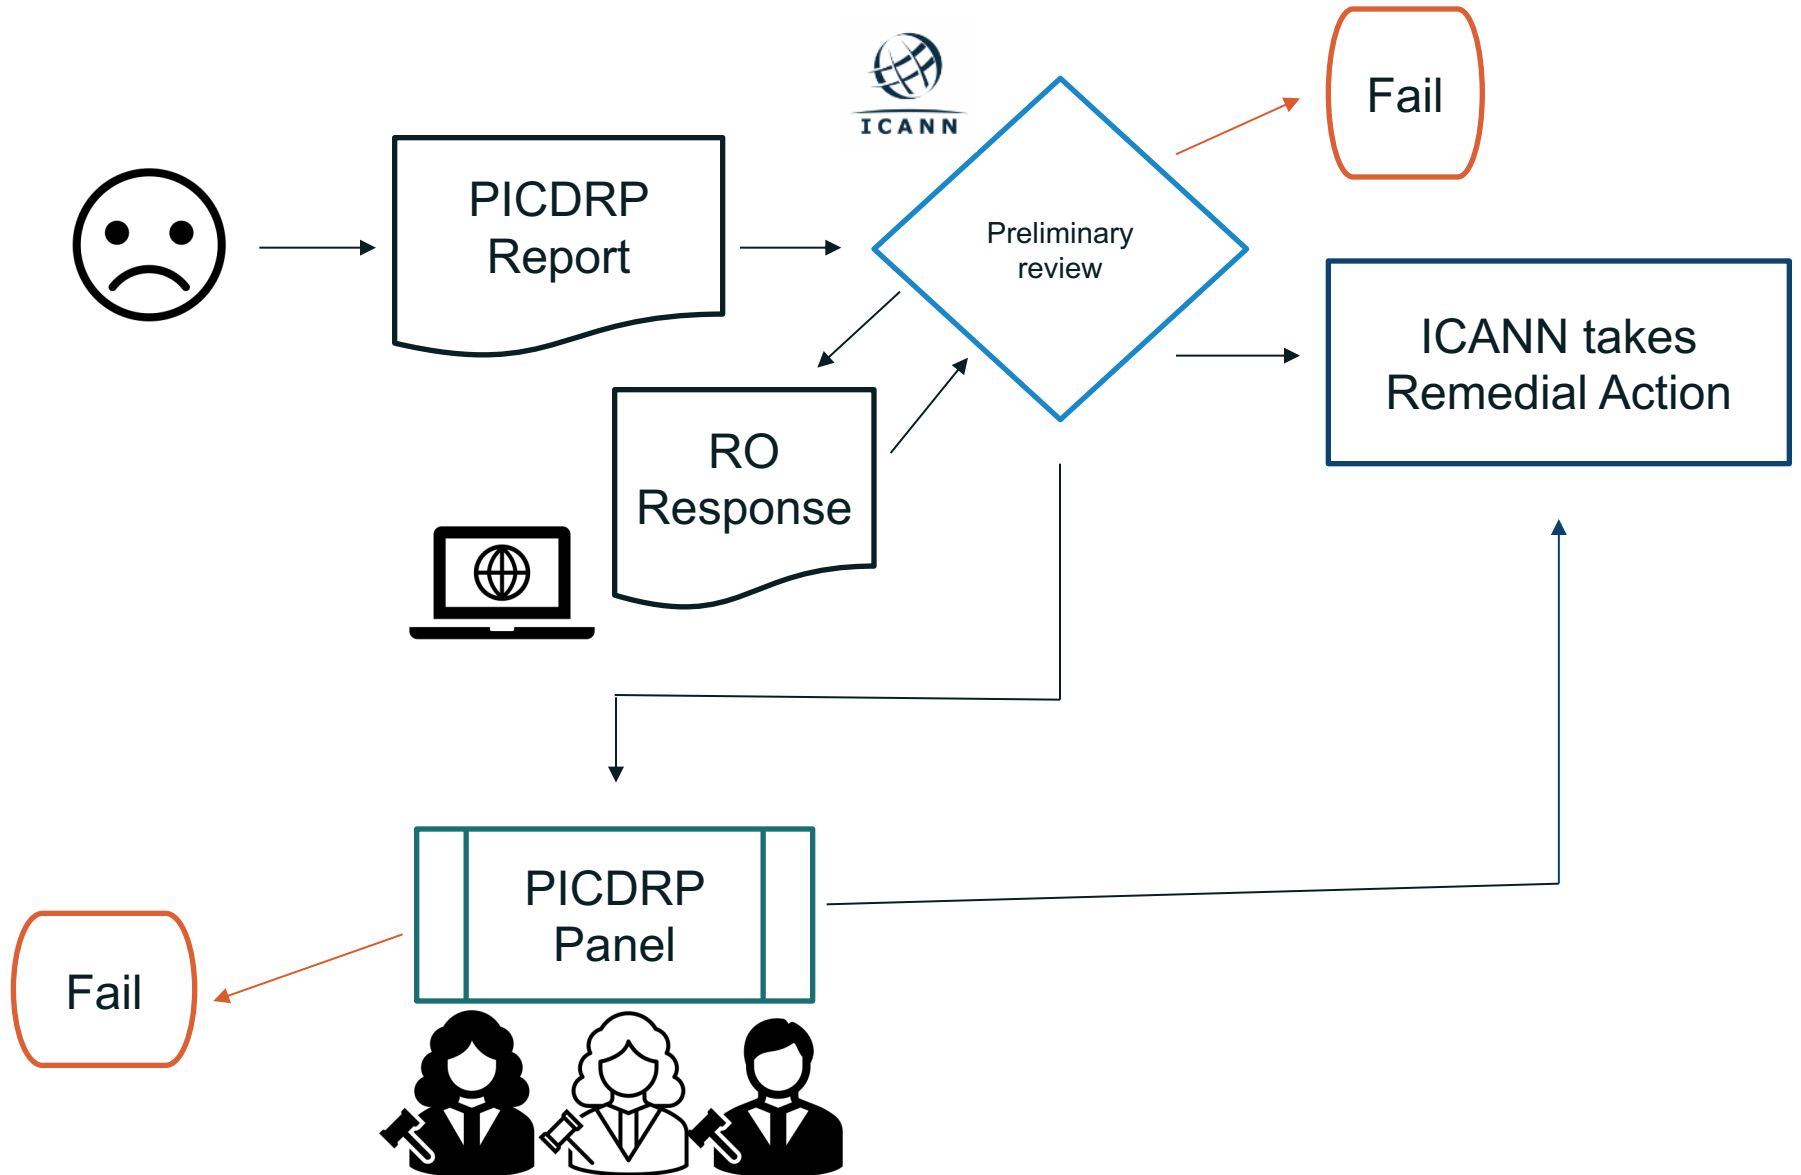 ICANN
Fail
PICDRP
Report
Preliminary
review
ICANN takes
Remedial Action
RO
Response
PICDRP
Panel
Fail